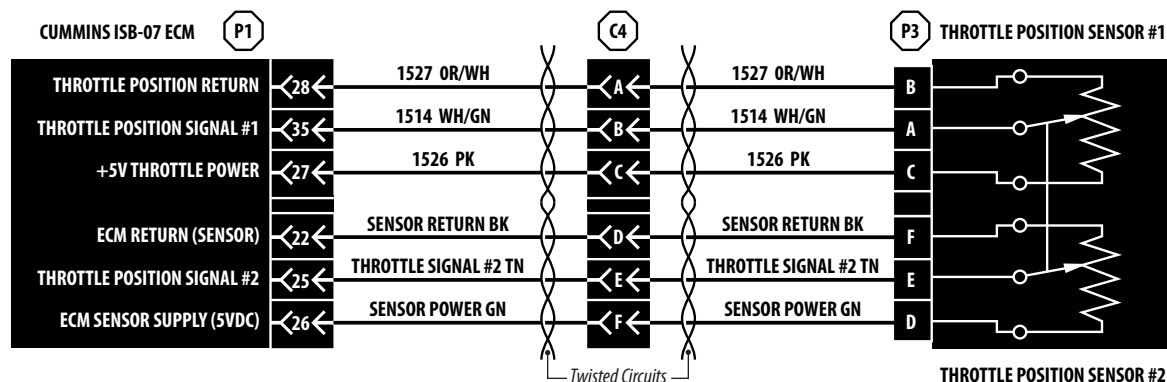 CUMMINS ISB-07 ECM P1 C4 P3 THROTTLE POSITION SENSOR #1
THROTTLE POSITION RETURN 28 1527 OR/WH A 1527 OR/WH B
THROTTLE POSITION SIGNAL #1 35 1514 WH/GN B 1514 WH/GN A
+5V THROTTLE POWER 27 1526 PK C 1526 PK C
ECM RETURN (SENSOR) 22 SENSOR RETURN BK D SENSOR RETURN BK F
THROTTLE POSITION SIGNAL #2 25 THROTTLE SIGNAL #2 TN E THROTTLE SIGNAL #2 TN E
ECM SENSOR SUPPLY (5VDC) 26 SENSOR POWER GN F SENSOR POWER GN D
Twisted Circuits THROTTLE POSITION SENSOR #2